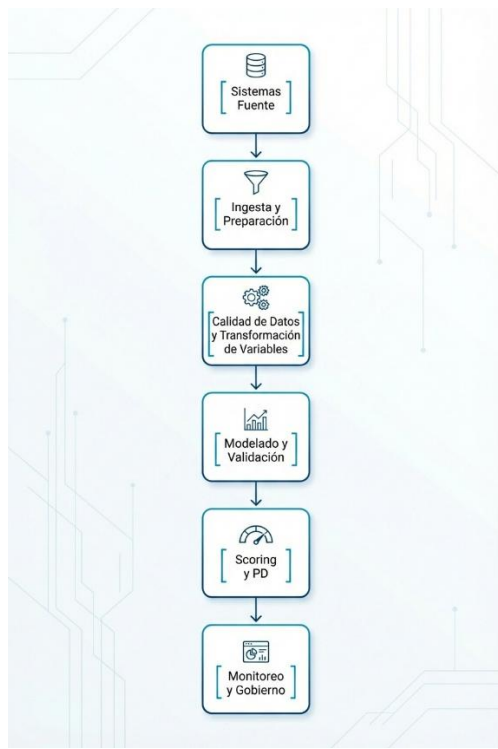 Sistemas
Fuente
Ingesta y
Preparación
Calidad de Datos
y Transformación
de Variables
Modelado y
Validación
Scoring
y PD
Monitoreo
y Gobierno